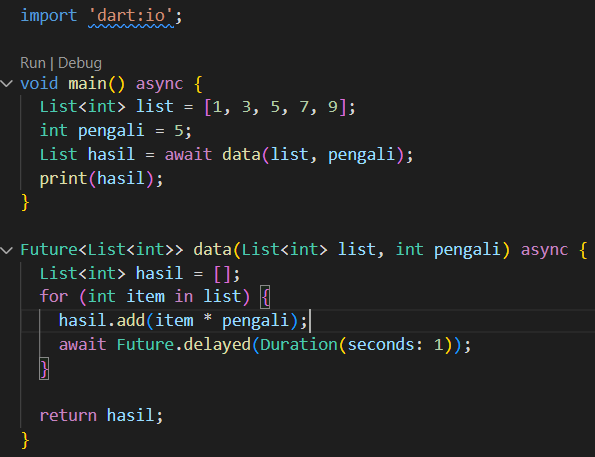 import 'dart:io';
Run | Debug
void main() async {
List<int> list = [1, 3, 5, 7, 9];
int pengali = 5;
List hasil = await data(list, pengali);
print(hasil);
}
Future<List<int>> data(List<int> list, int pengali) async {
List<int> hasil = [];
for (int item in list) {
hasil.add(item * pengali);
await Future.delayed(Duration(seconds: 1));
}
return hasil;
}